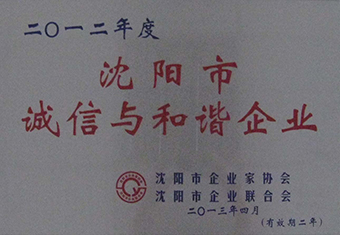 二〇一二年度
沈阳市
诚信与和谐企业
沈阳市企业家协会
沈阳市企业联合会
二〇一三年四月
(有效期二年)